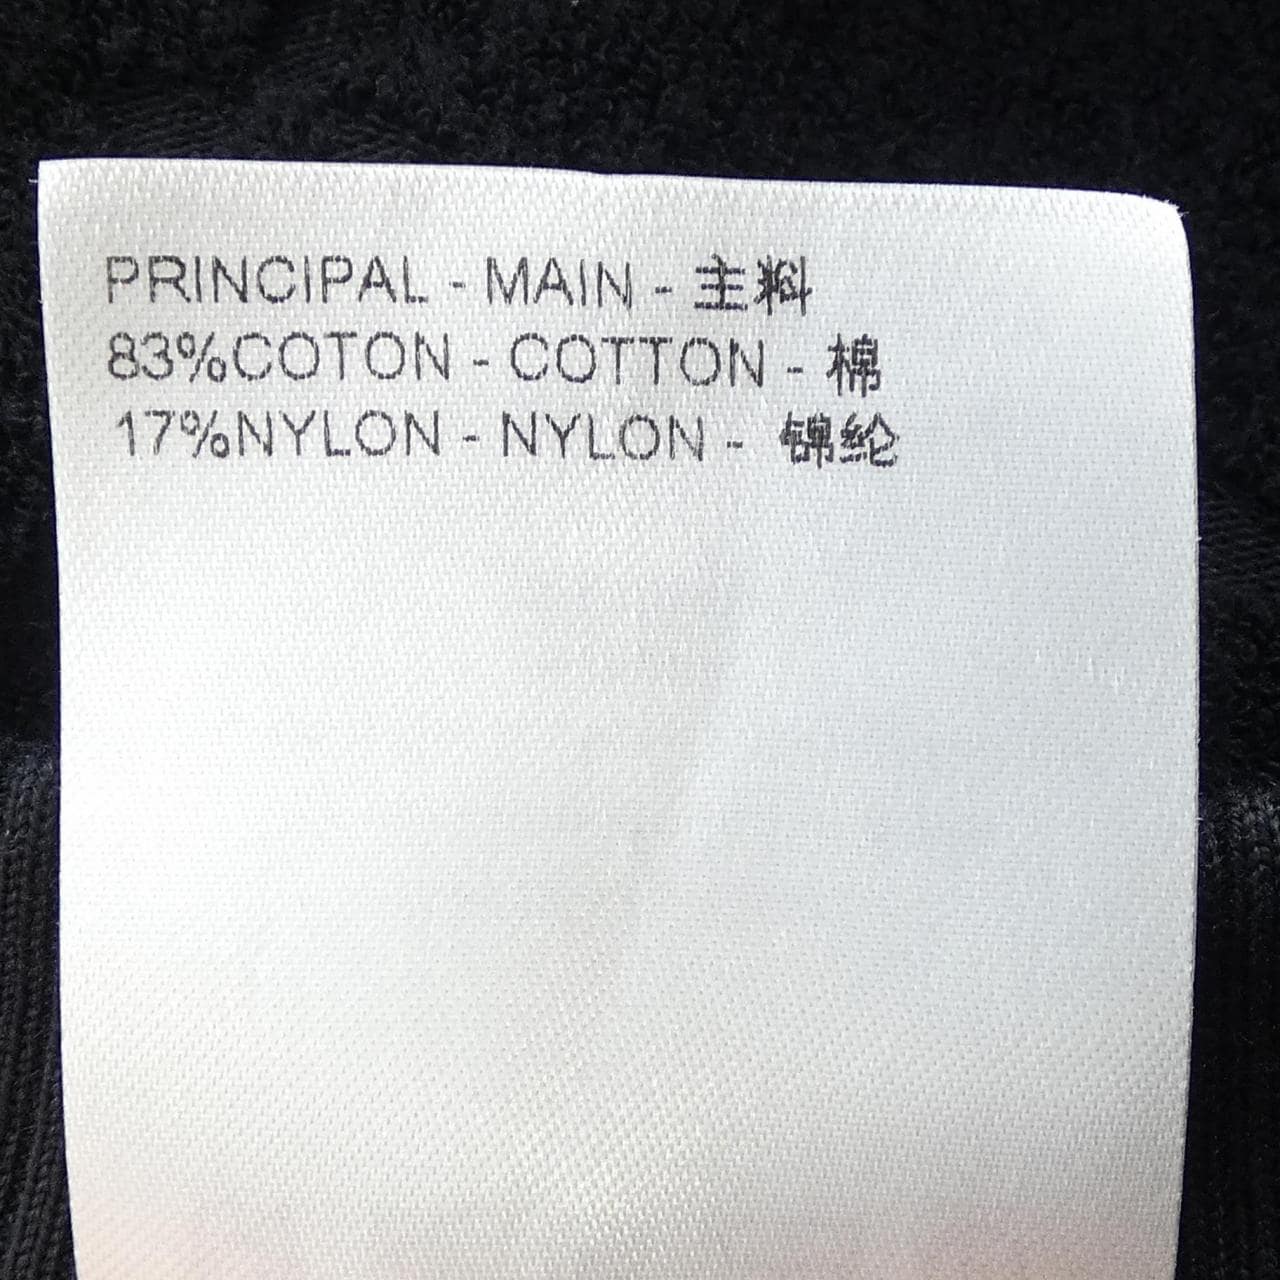 PRINCIPAL - MAIN - 主料
83%COTON - COTTON - 棉
17%NYLON - NYLON - 锦纶